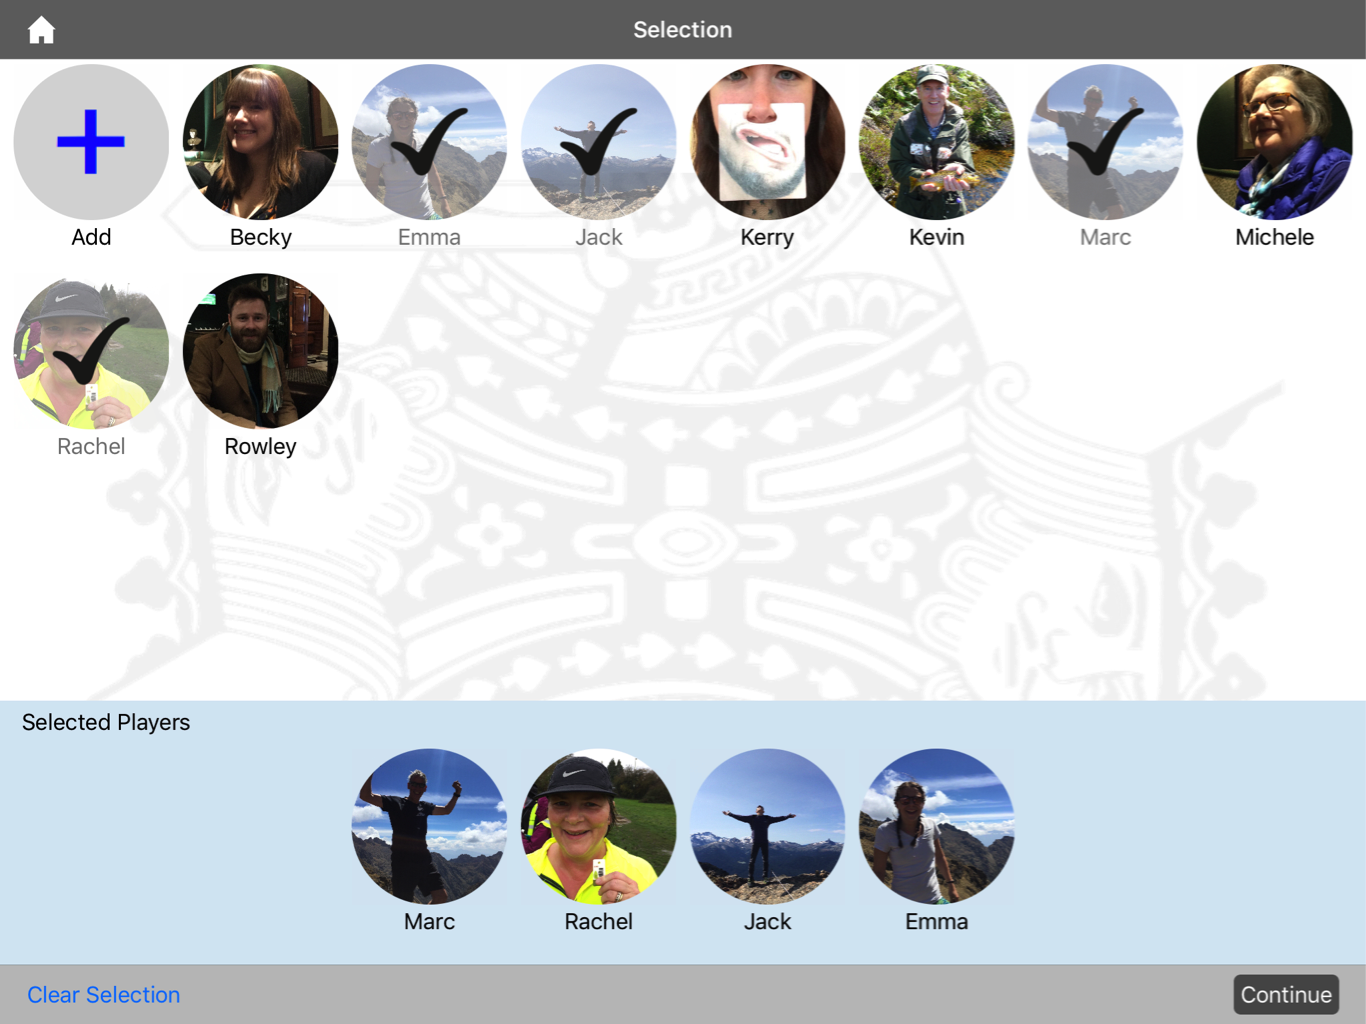 Selection
Add
Becky
Emma
Jack
Kerry
Kevin
Marc
Michele
Rachel
Rowley
Selected Players
Marc
Rachel
Jack
Emma
Clear Selection
Continue